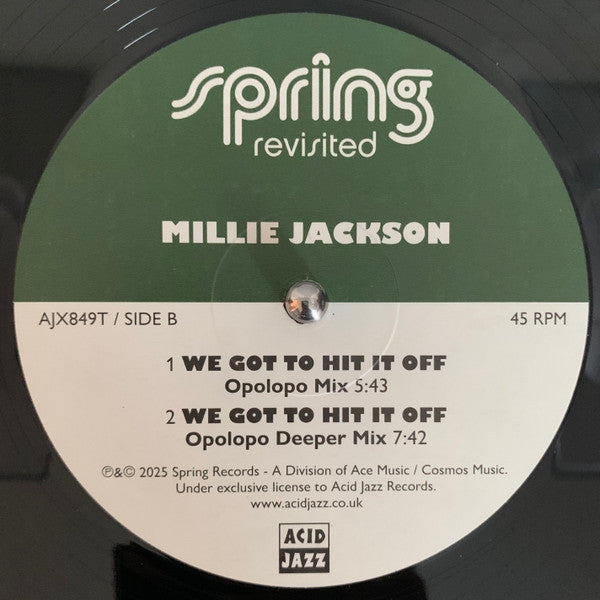 spring
revisited
MILLIE JACKSON
AJX849T / SIDE B 45 RPM
1 WE GOT TO HIT IT OFF
Opolopo Mix 5:43
2 WE GOT TO HIT IT OFF
Opolopo Deeper Mix 7:42
℗&© 2025 Spring Records - A Division of Ace Music / Cosmos Music.
Under exclusive license to Acid Jazz Records.
www.acidjazz.co.uk
ACID
JAZZ